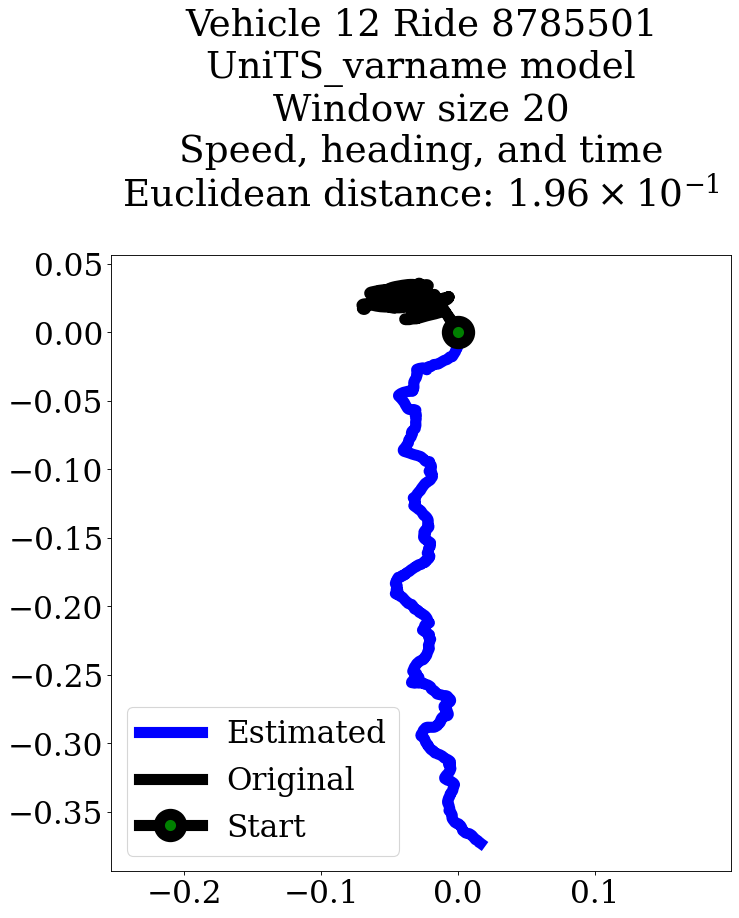 Vehicle 12 Ride 8785501
UniTS_varname model
Window size 20
Speed, heading, and time
Euclidean distance: 1.96 × 10⁻¹
0.05
0.00
−0.05
−0.10
−0.15
−0.20
−0.25
−0.30
−0.35
Estimated
Original
Start
−0.2
−0.1
0.0
0.1